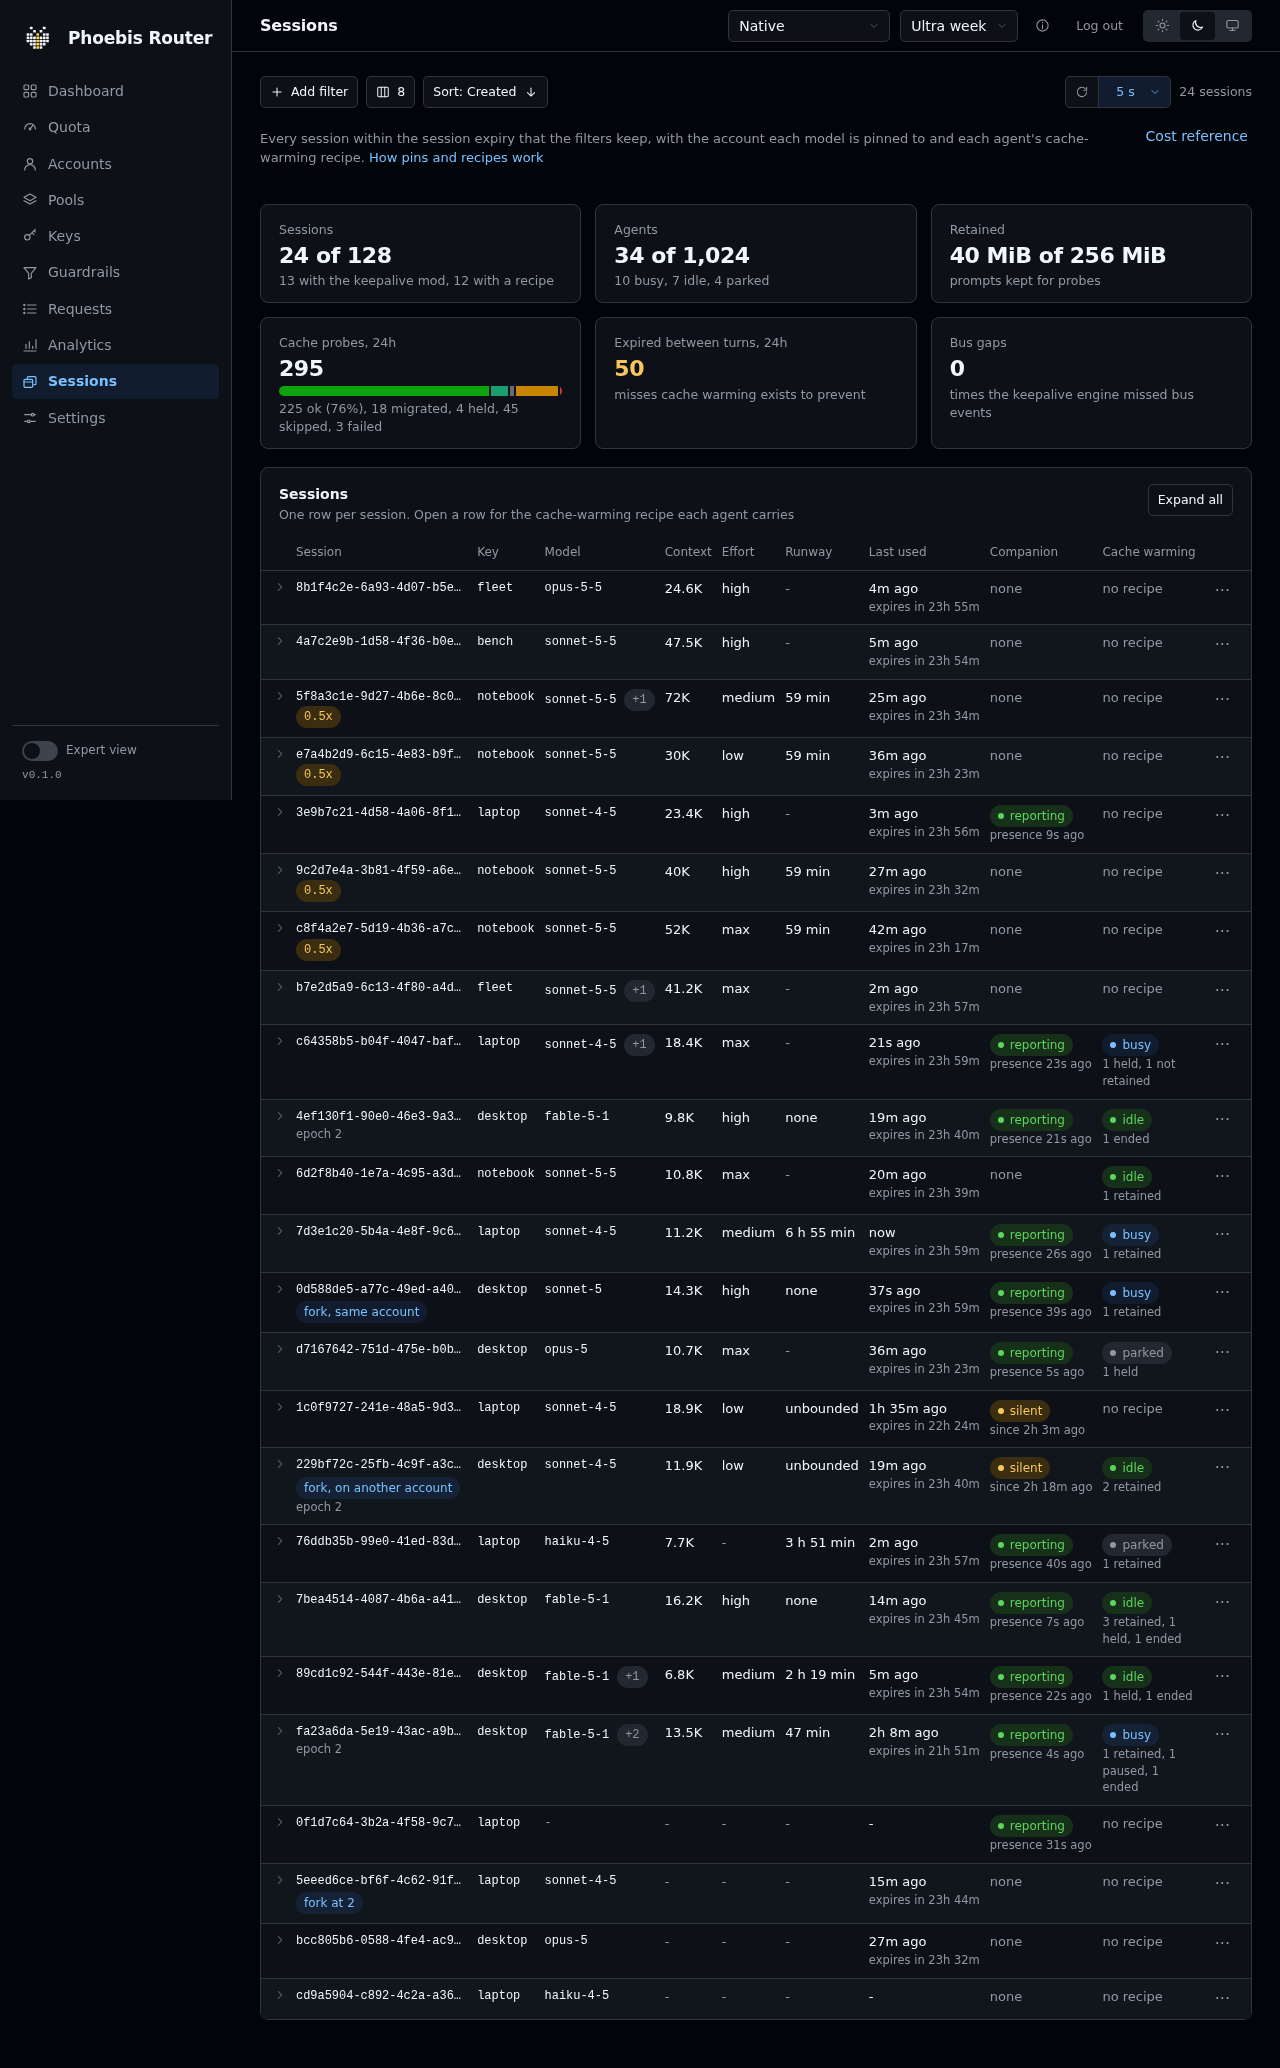 Phoebis Router
Dashboard
Quota
Accounts
Pools
Keys
Guardrails
Requests
Analytics
Sessions
Settings
Expert view
v0.1.0
Sessions
Native
Ultra week
Log out
Add filter
8
Sort: Created
5 s
24 sessions
Every session within the session expiry that the filters keep, with the account each model is pinned to and each agent's cache-
warming recipe. How pins and recipes work
Cost reference
Sessions
24 of 128
13 with the keepalive mod, 12 with a recipe
Agents
34 of 1,024
10 busy, 7 idle, 4 parked
Retained
40 MiB of 256 MiB
prompts kept for probes
Cache probes, 24h
295
225 ok (76%), 18 migrated, 4 held, 45
skipped, 3 failed
Expired between turns, 24h
50
misses cache warming exists to prevent
Bus gaps
0
times the keepalive engine missed bus
events
Sessions
One row per session. Open a row for the cache-warming recipe each agent carries
Expand all
Session Key Model Context Effort Runway Last used Companion Cache warming
8b1f4c2e-6a93-4d07-b5e… fleet opus-5-5 24.6K high - 4m ago none no recipe ···
expires in 23h 55m
4a7c2e9b-1d58-4f36-b0e… bench sonnet-5-5 47.5K high - 5m ago none no recipe ···
expires in 23h 54m
5f8a3c1e-9d27-4b6e-8c0… notebook sonnet-5-5 +1 72K medium 59 min 25m ago none no recipe ···
0.5x expires in 23h 34m
e7a4b2d9-6c15-4e83-b9f… notebook sonnet-5-5 30K low 59 min 36m ago none no recipe ···
0.5x expires in 23h 23m
3e9b7c21-4d58-4a06-8f1… laptop sonnet-4-5 23.4K high - 3m ago reporting no recipe ···
expires in 23h 56m presence 9s ago
9c2d7e4a-3b81-4f59-a6e… notebook sonnet-5-5 40K high 59 min 27m ago none no recipe ···
0.5x expires in 23h 32m
c8f4a2e7-5d19-4b36-a7c… notebook sonnet-5-5 52K max 59 min 42m ago none no recipe ···
0.5x expires in 23h 17m
b7e2d5a9-6c13-4f80-a4d… fleet sonnet-5-5 +1 41.2K max - 2m ago none no recipe ···
expires in 23h 57m
c64358b5-b04f-4047-baf… laptop sonnet-4-5 +1 18.4K max - 21s ago reporting busy ···
expires in 23h 59m presence 23s ago 1 held, 1 not
retained
4ef130f1-90e0-46e3-9a3… desktop fable-5-1 9.8K high none 19m ago reporting idle ···
epoch 2 expires in 23h 40m presence 21s ago 1 ended
6d2f8b40-1e7a-4c95-a3d… notebook sonnet-5-5 10.8K max - 20m ago none idle ···
expires in 23h 39m 1 retained
7d3e1c20-5b4a-4e8f-9c6… laptop sonnet-4-5 11.2K medium 6 h 55 min now reporting busy ···
expires in 23h 59m presence 26s ago 1 retained
0d588de5-a77c-49ed-a40… desktop sonnet-5 14.3K high none 37s ago reporting busy ···
fork, same account expires in 23h 59m presence 39s ago 1 retained
d7167642-751d-475e-b0b… desktop opus-5 10.7K max - 36m ago reporting parked ···
expires in 23h 23m presence 5s ago 1 held
1c0f9727-241e-48a5-9d3… laptop sonnet-4-5 18.9K low unbounded 1h 35m ago silent no recipe ···
expires in 22h 24m since 2h 3m ago
229bf72c-25fb-4c9f-a3c… desktop sonnet-4-5 11.9K low unbounded 19m ago silent idle ···
fork, on another account expires in 23h 40m since 2h 18m ago 2 retained
epoch 2
76ddb35b-99e0-41ed-83d… laptop haiku-4-5 7.7K - 3 h 51 min 2m ago reporting parked ···
expires in 23h 57m presence 40s ago 1 retained
7bea4514-4087-4b6a-a41… desktop fable-5-1 16.2K high none 14m ago reporting idle ···
expires in 23h 45m presence 7s ago 3 retained, 1
held, 1 ended
89cd1c92-544f-443e-81e… desktop fable-5-1 +1 6.8K medium 2 h 19 min 5m ago reporting idle ···
expires in 23h 54m presence 22s ago 1 held, 1 ended
fa23a6da-5e19-43ac-a9b… desktop fable-5-1 +2 13.5K medium 47 min 2h 8m ago reporting busy ···
epoch 2 expires in 21h 51m presence 4s ago 1 retained, 1
paused, 1
ended
0f1d7c64-3b2a-4f58-9c7… laptop - - - - - reporting no recipe ···
presence 31s ago
5eeed6ce-bf6f-4c62-91f… laptop sonnet-4-5 - - - 15m ago none no recipe ···
fork at 2 expires in 23h 44m
bcc805b6-0588-4fe4-ac9… desktop opus-5 - - - 27m ago none no recipe ···
expires in 23h 32m
cd9a5904-c892-4c2a-a36… laptop haiku-4-5 - - - - none no recipe ···